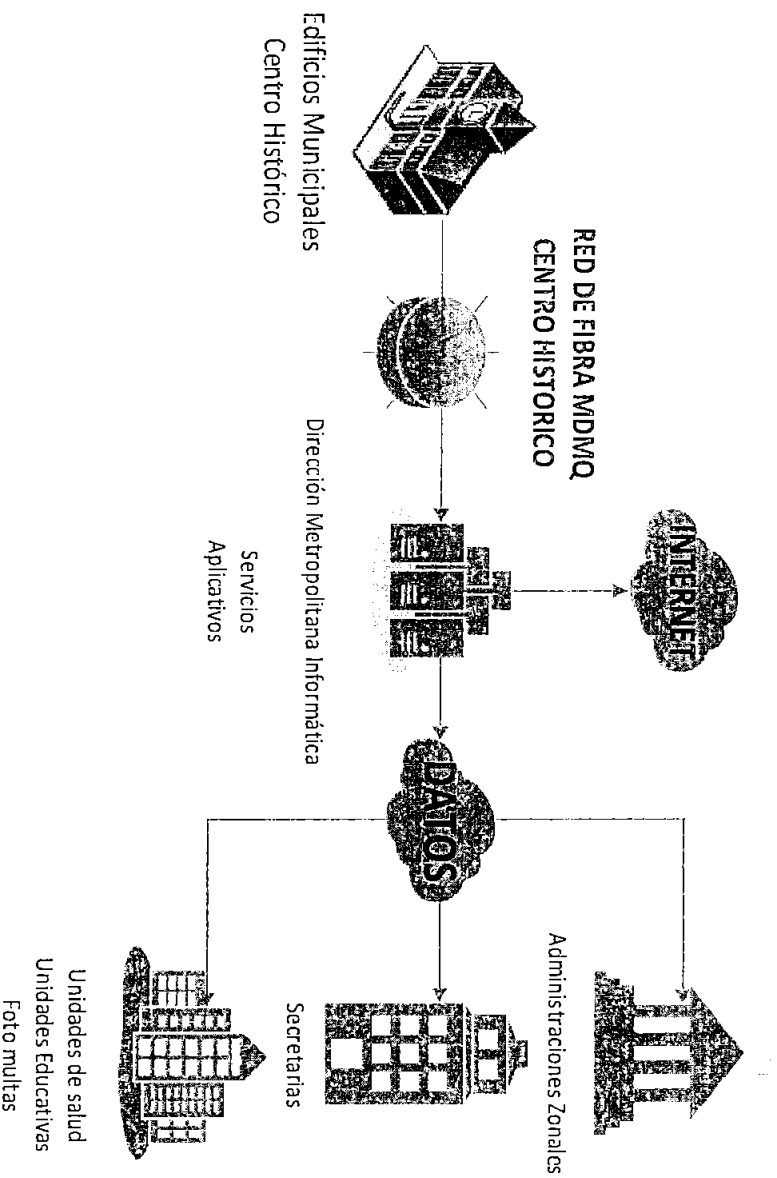 RED DE FIBRA MDMQ
CENTRO HISTORICO
Edificios Municipales
Centro Histórico
INTERNET
Dirección Metropolitana Informática
Servicios
Aplicativos
DATOS
Administraciones Zonales
Secretarias
Unidades de salud
Unidades Educativas
Foto multas